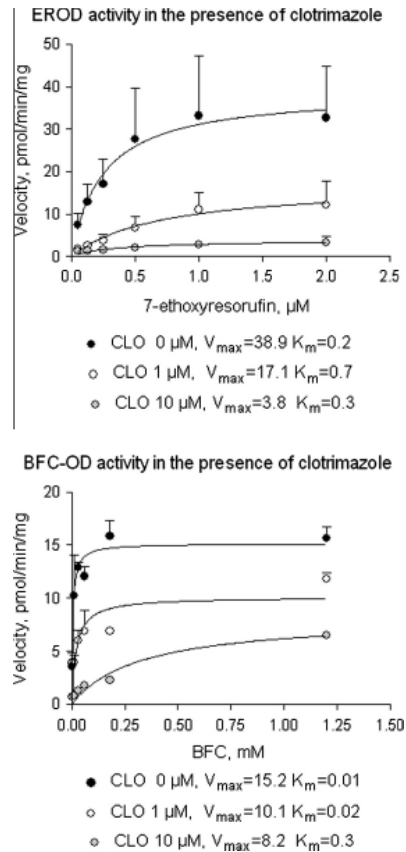 EROD activity in the presence of clotrimazole
Velocity, pmol/min/mg
50
40
30
20
10
0
0.0 0.5 1.0 1.5 2.0 2.5
7-ethoxyresorufin, µM
CLO 0 µM, Vmax=38.9 Km=0.2
CLO 1 µM, Vmax=17.1 Km=0.7
CLO 10 µM, Vmax=3.8 Km=0.3
BFC-OD activity in the presence of clotrimazole
Velocity, pmol/min/mg
20
15
10
5
0
0.00 0.25 0.50 0.75 1.00 1.25
BFC, mM
CLO 0 µM, Vmax=15.2 Km=0.01
CLO 1 µM, Vmax=10.1 Km=0.02
CLO 10 µM, Vmax=8.2 Km=0.3